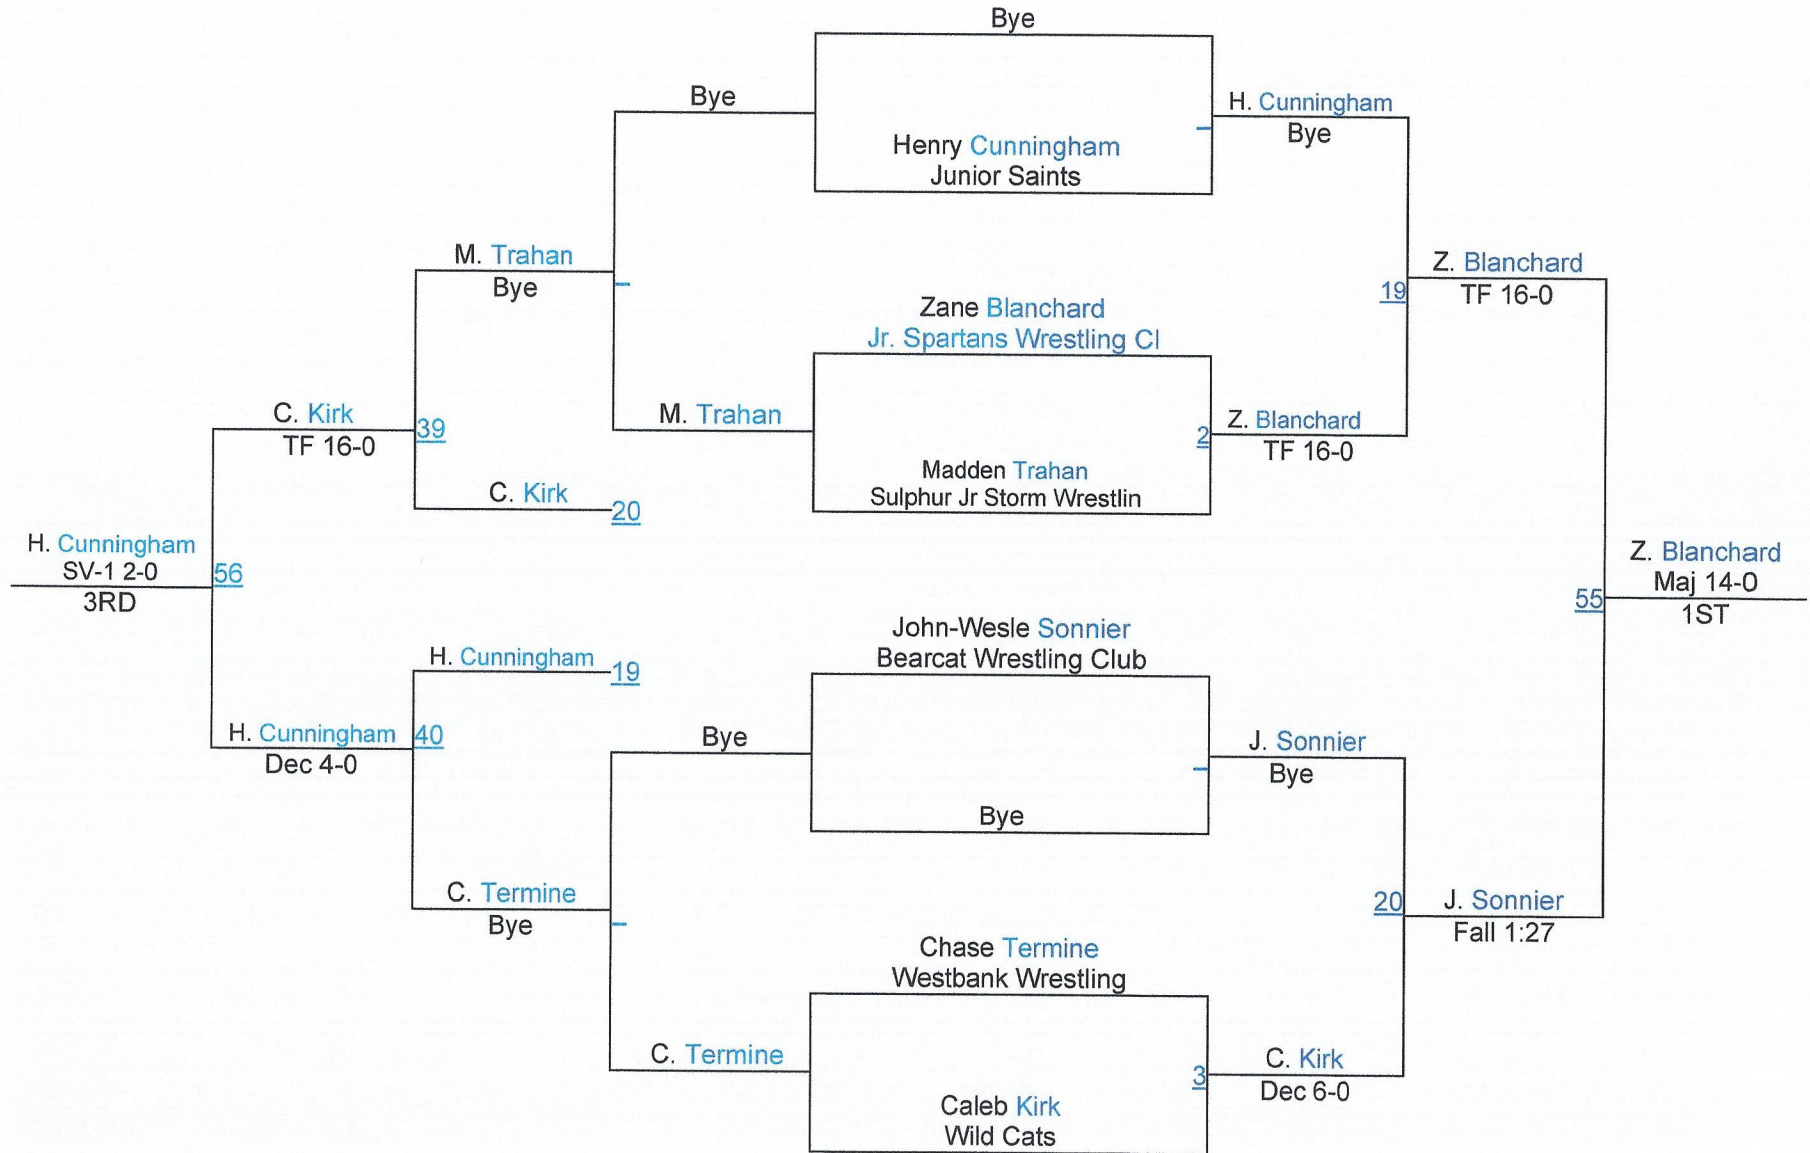 Bye
Bye
H. Cunningham
Bye
Henry Cunningham
Junior Saints
M. Trahan
Bye
Z. Blanchard
TF 16-0
19
Zane Blanchard
Jr. Spartans Wrestling Cl
C. Kirk
TF 16-0
39
M. Trahan
2
Z. Blanchard
TF 16-0
Madden Trahan
Sulphur Jr Storm Wrestlin
C. Kirk
20
H. Cunningham
SV-1 2-0
3RD
56
Z. Blanchard
Maj 14-0
1ST
55
John-Wesle Sonnier
Bearcat Wrestling Club
H. Cunningham
19
H. Cunningham
Dec 4-0
40
Bye
J. Sonnier
Bye
Bye
C. Termine
Bye
20
J. Sonnier
Fall 1:27
Chase Termine
Westbank Wrestling
C. Termine
3
C. Kirk
Dec 6-0
Caleb Kirk
Wild Cats